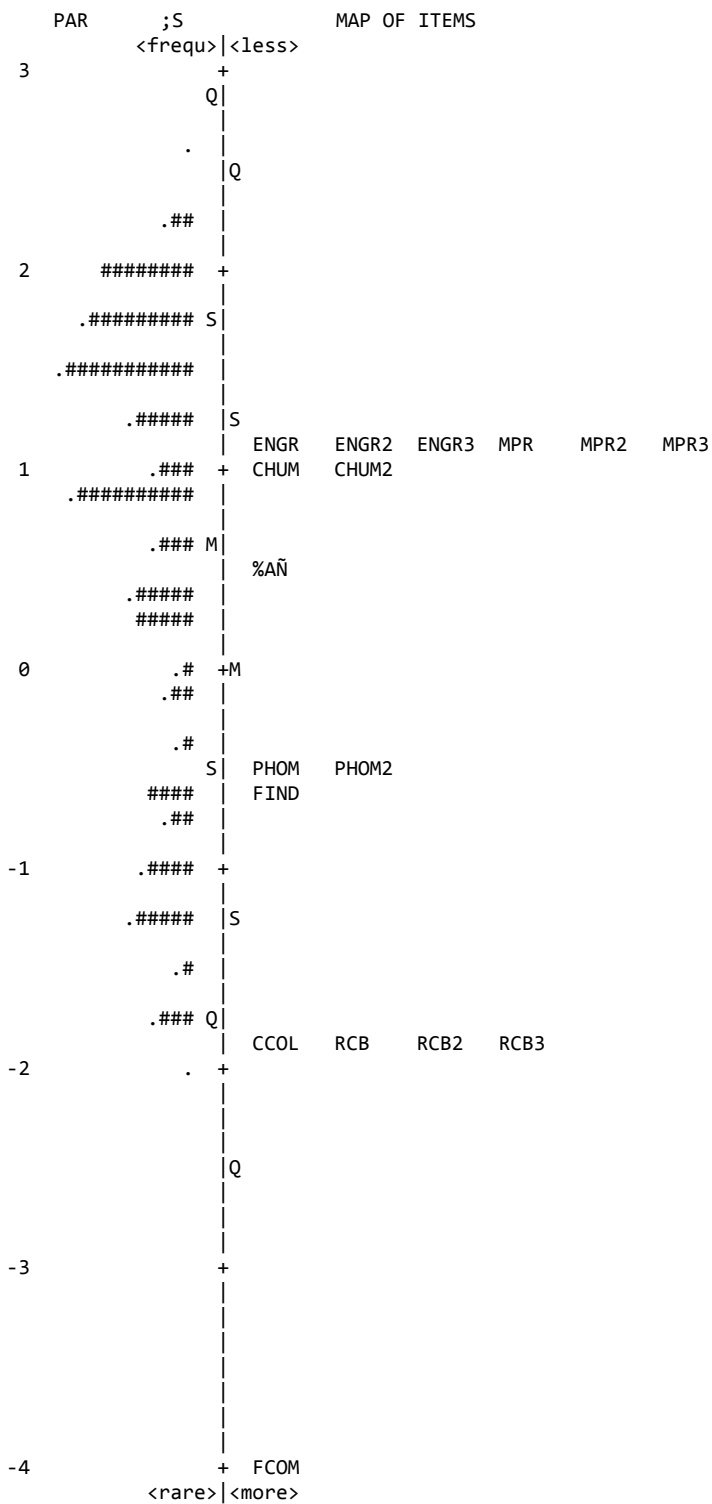 PAR ;S MAP OF ITEMS
<frequ>|<less>
3 +
Q|
|
. |
|Q
|
.## |
|
2 ######## +
|
.######### S|
|
.########### |
|
.##### |S
| ENGR ENGR2 ENGR3 MPR MPR2 MPR3
1 .### + CHUM CHUM2
.########## |
|
.### M|
| %AÑ
.##### |
##### |
|
0 .# +M
.## |
|
.# |
S| PHOM PHOM2
#### | FIND
.## |
|
-1 .#### +
|
.##### |S
|
.# |
|
.### Q|
| CCOL RCB RCB2 RCB3
-2 . +
|
|
|
|Q
|
|
|
-3 +
|
|
|
|
|
|
|
-4 + FCOM
<rare>|<more>